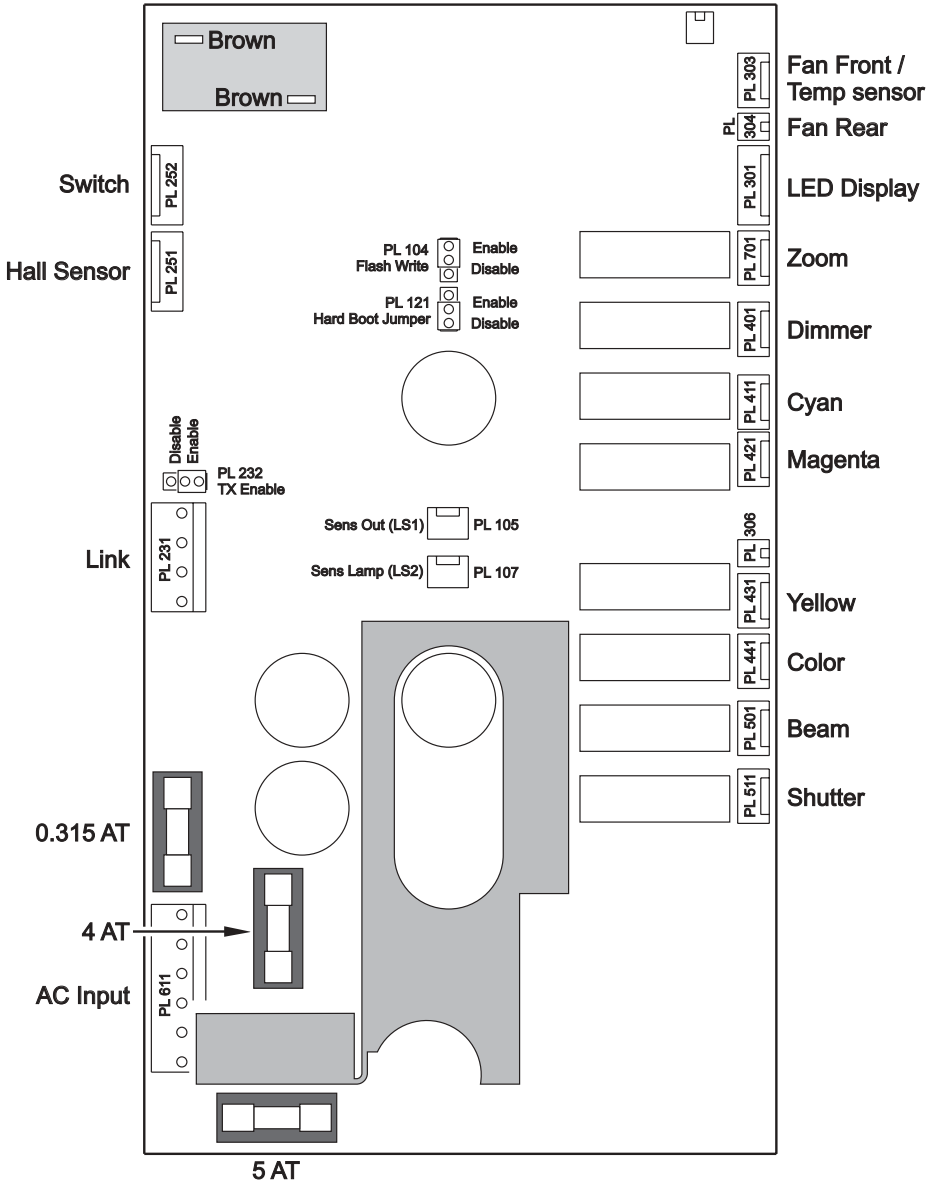 Brown
Brown
PL 303
Fan Front /
Temp sensor
PL
304
Fan Rear
Switch
PL 252
PL 301
LED Display
Hall Sensor
PL 251
PL 104
Flash Write
Enable
Disable
PL 701
Zoom
PL 121
Hard Boot Jumper
Enable
Disable
PL 401
Dimmer
PL 411
Cyan
Disable
Enable
PL 232
TX Enable
PL 421
Magenta
Sens Out (LS1)
PL 105
PL 306
Link
PL 231
Sens Lamp (LS2)
PL 107
PL 431
Yellow
PL 441
Color
PL 501
Beam
PL 511
Shutter
0.315 AT
4 AT
AC Input
PL 611
5 AT